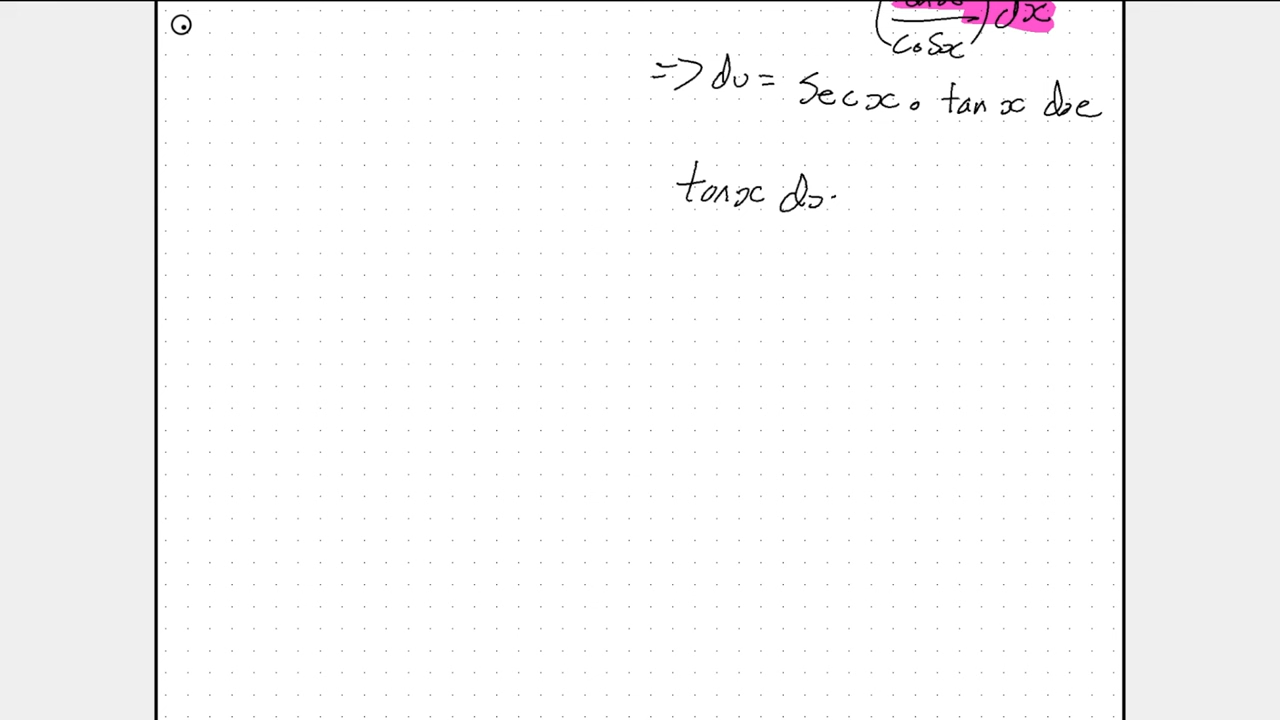 cosx dx
=> du = secx . tanx dx
tanx dx